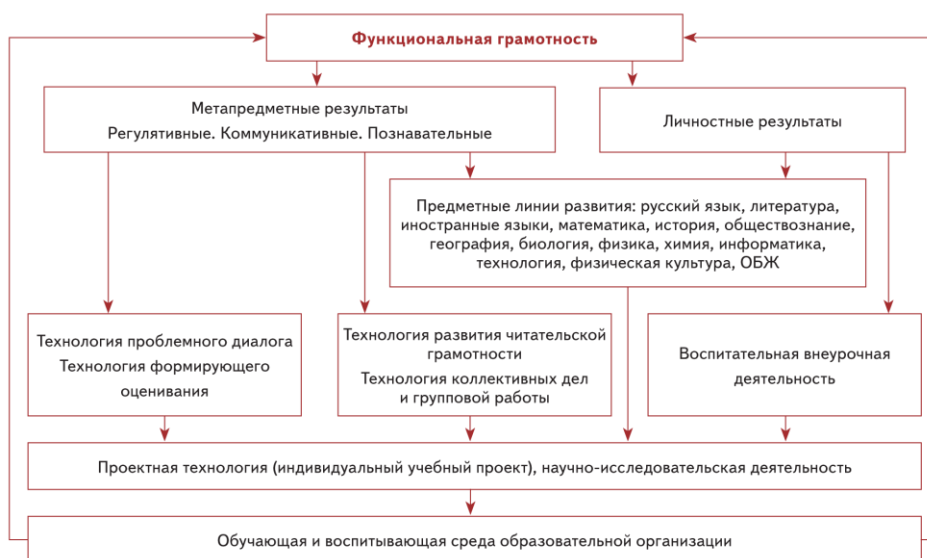 Функциональная грамотность
Метапредметные результаты
Регулятивные. Коммуникативные. Познавательные
Личностные результаты
Предметные линии развития: русский язык, литература,
иностранные языки, математика, история, обществознание,
география, биология, физика, химия, информатика,
технология, физическая культура, ОБЖ
Технология проблемного диалога
Технология формирующего
оценивания
Технология развития читательской
грамотности
Технология коллективных дел
и групповой работы
Воспитательная внеурочная
деятельность
Проектная технология (индивидуальный учебный проект), научно-исследовательская деятельность
Обучающая и воспитывающая среда образовательной организации